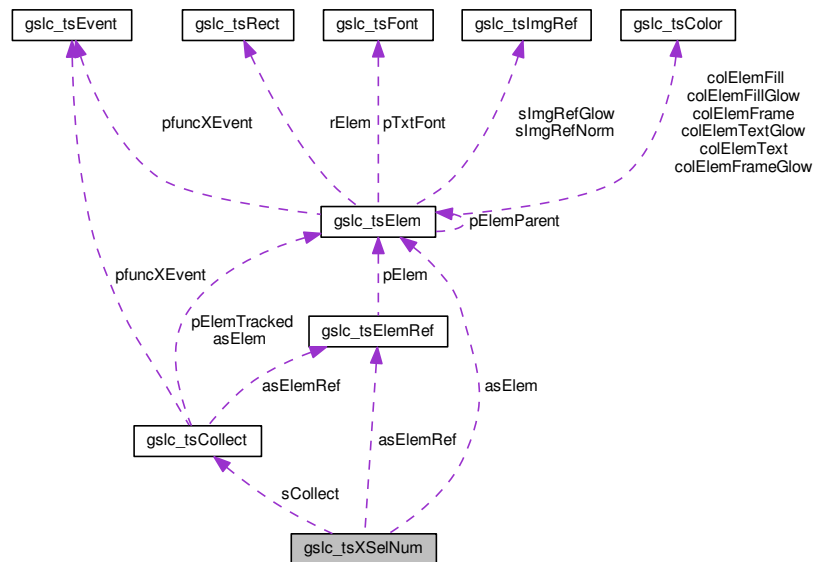 gslc_tsEvent
gslc_tsRect
gslc_tsFont
gslc_tsImgRef
gslc_tsColor
colElemFill
colElemFillGlow
colElemFrame
colElemTextGlow
colElemText
colElemFrameGlow
pfuncXEvent
rElem
pTxtFont
sImgRefGlow
sImgRefNorm
gslc_tsElem
pElemParent
pfuncXEvent
pElem
pElemTracked
asElem
gslc_tsElemRef
asElemRef
asElem
gslc_tsCollect
asElemRef
sCollect
gslc_tsXSelNum